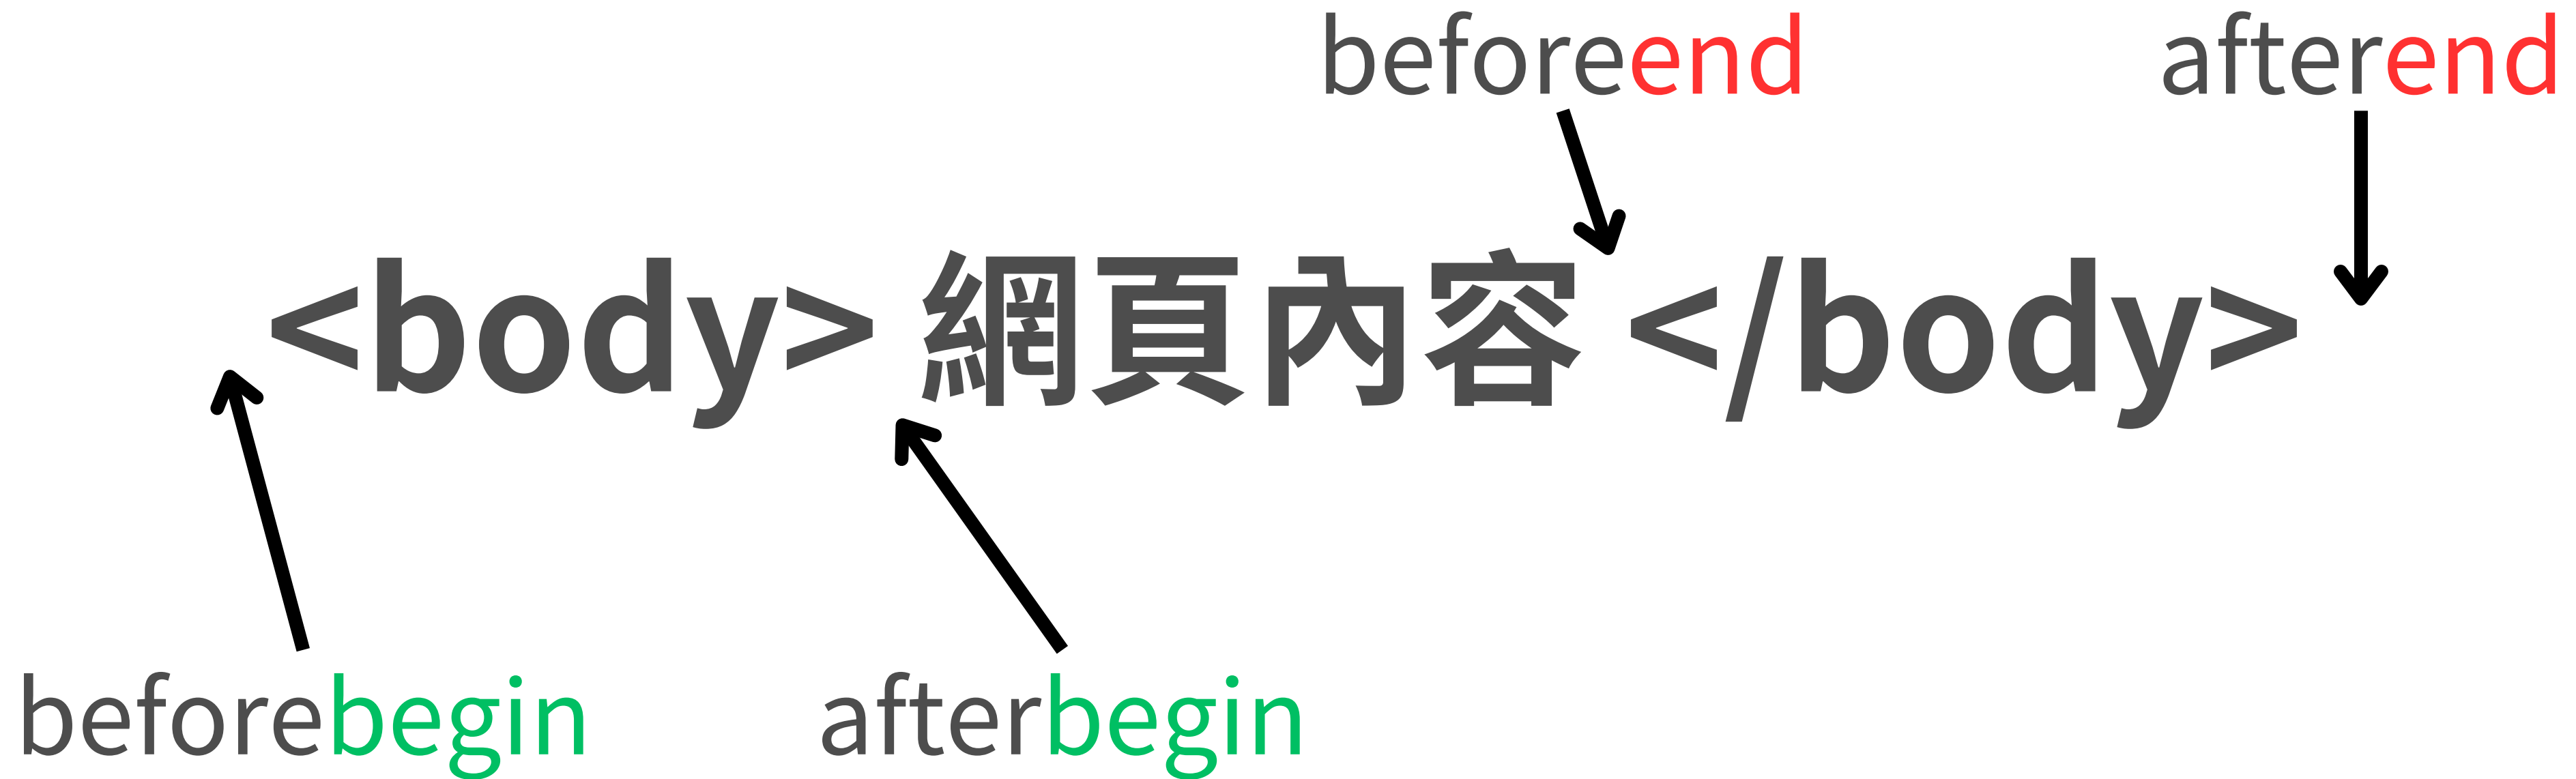 beforeend afterend
<body> 網頁內容 </body>
beforebegin afterbegin